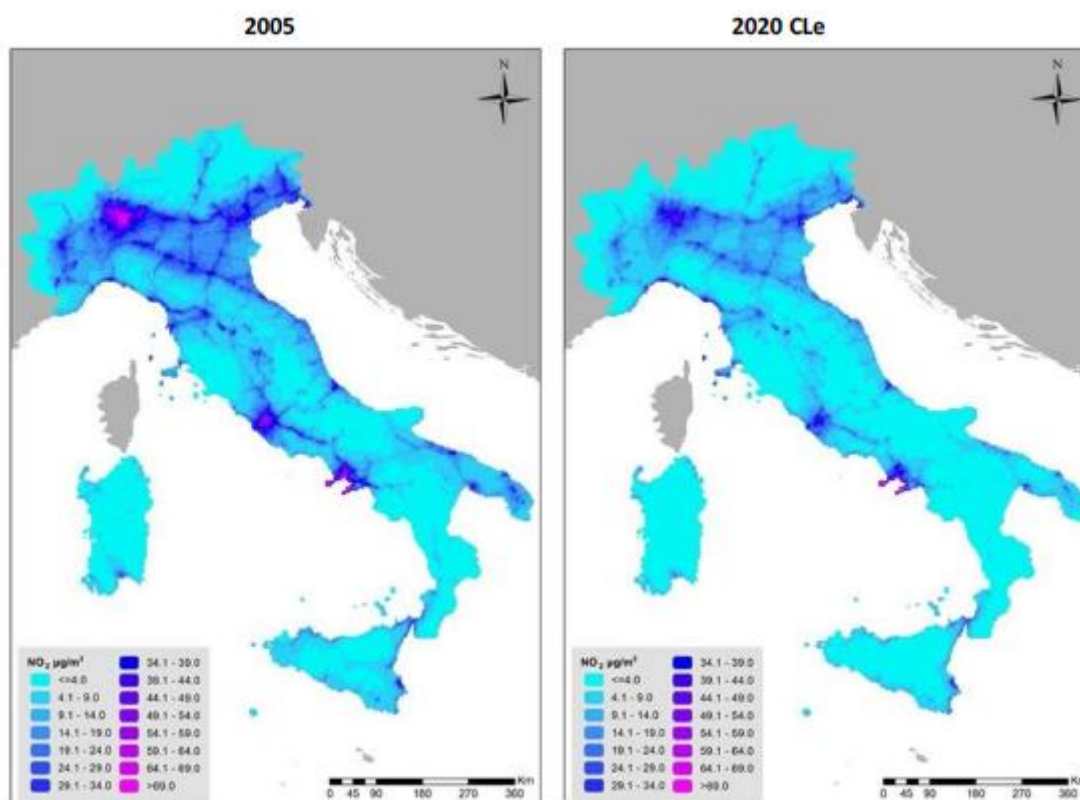 2005
2020 CLe
N
N
NO₂ µg/m³
<=4.0
4.1 - 9.0
9.1 - 14.0
14.1 - 19.0
19.1 - 24.0
24.1 - 29.0
29.1 - 34.0
34.1 - 39.0
39.1 - 44.0
44.1 - 49.0
49.1 - 54.0
54.1 - 59.0
59.1 - 64.0
64.1 - 69.0
>69.0
Km
0 45 90 180 270 360
NO₂ µg/m³
<=4.0
4.1 - 9.0
9.1 - 14.0
14.1 - 19.0
19.1 - 24.0
24.1 - 29.0
29.1 - 34.0
34.1 - 39.0
39.1 - 44.0
44.1 - 49.0
49.1 - 54.0
54.1 - 59.0
59.1 - 64.0
64.1 - 69.0
>69.0
Km
0 45 90 180 270 360